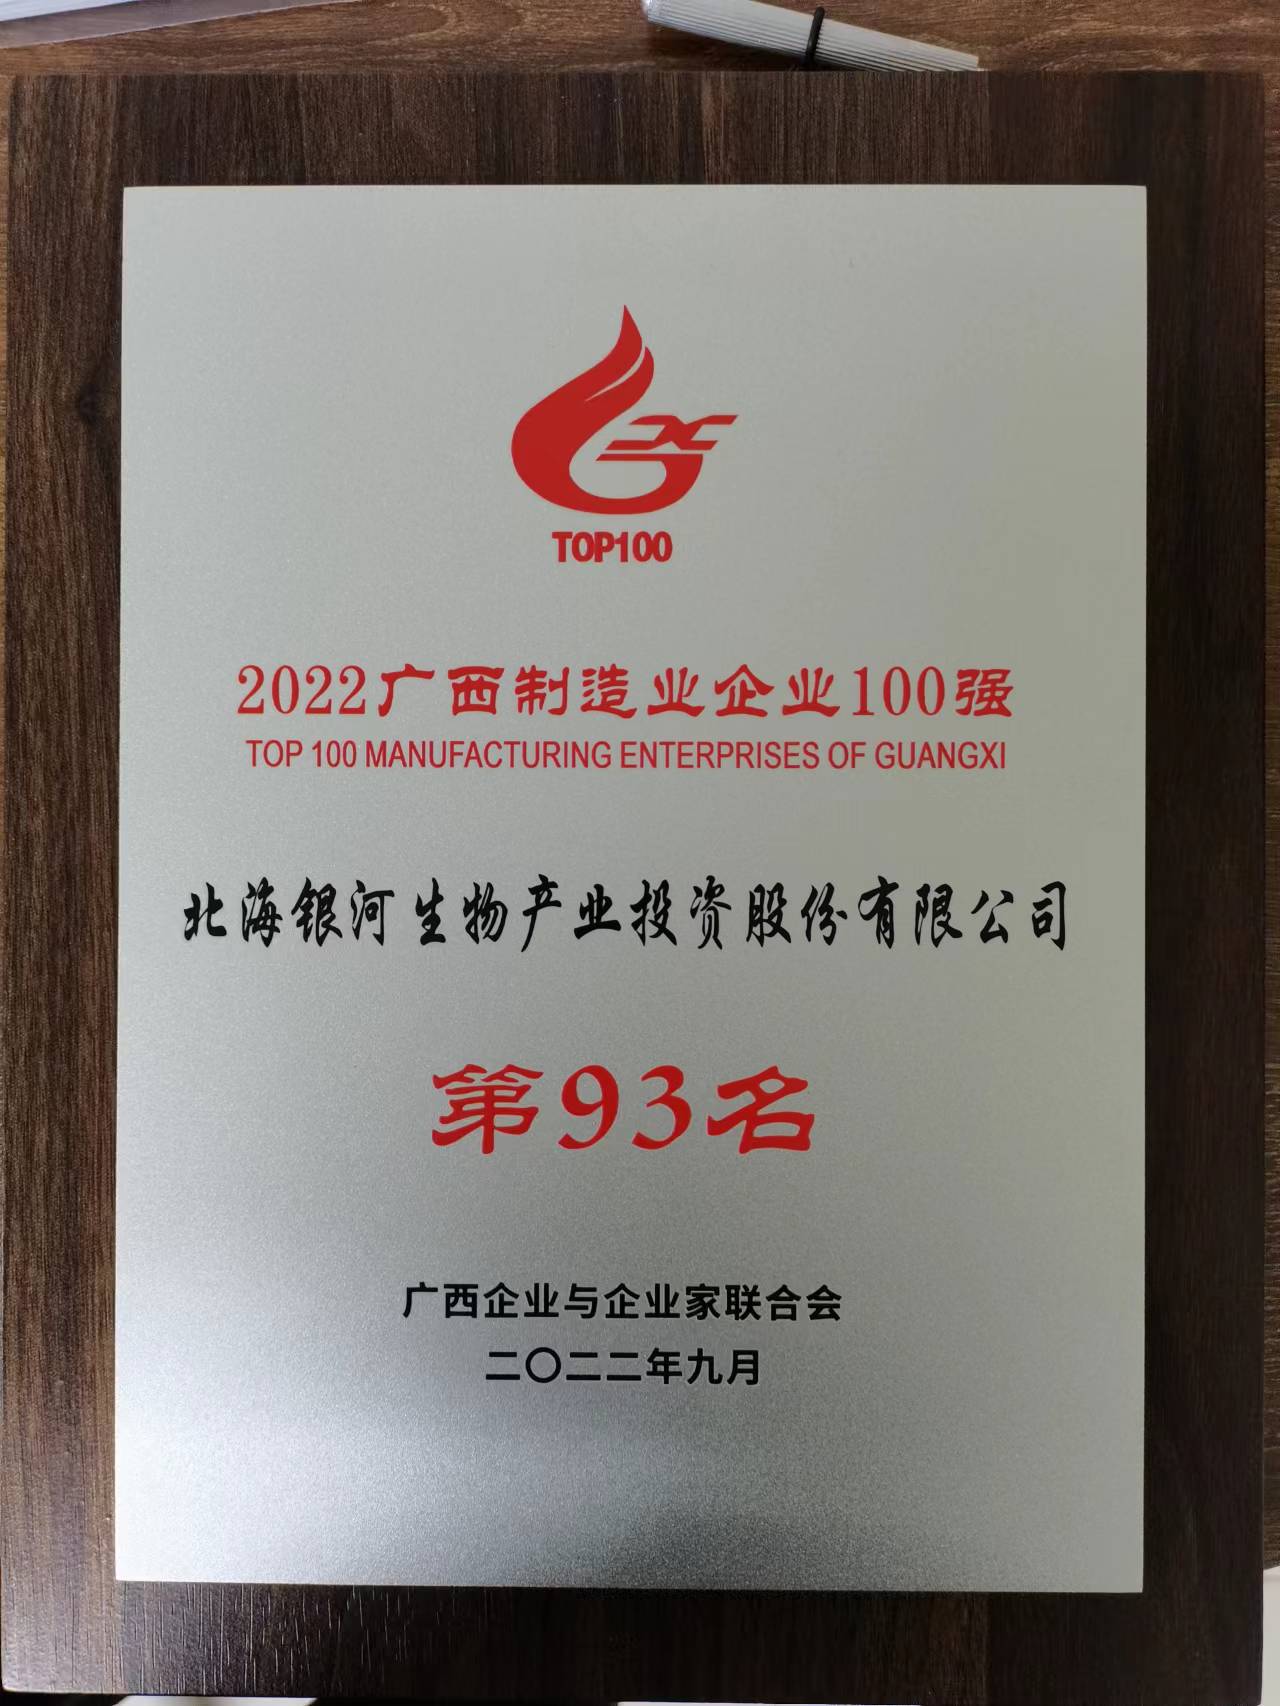 TOP100
2022广西制造业企业100强
TOP 100 MANUFACTURING ENTERPRISES OF GUANGXI
北海银河生物产业投资股份有限公司
第93名
广西企业与企业家联合会
二〇二二年九月